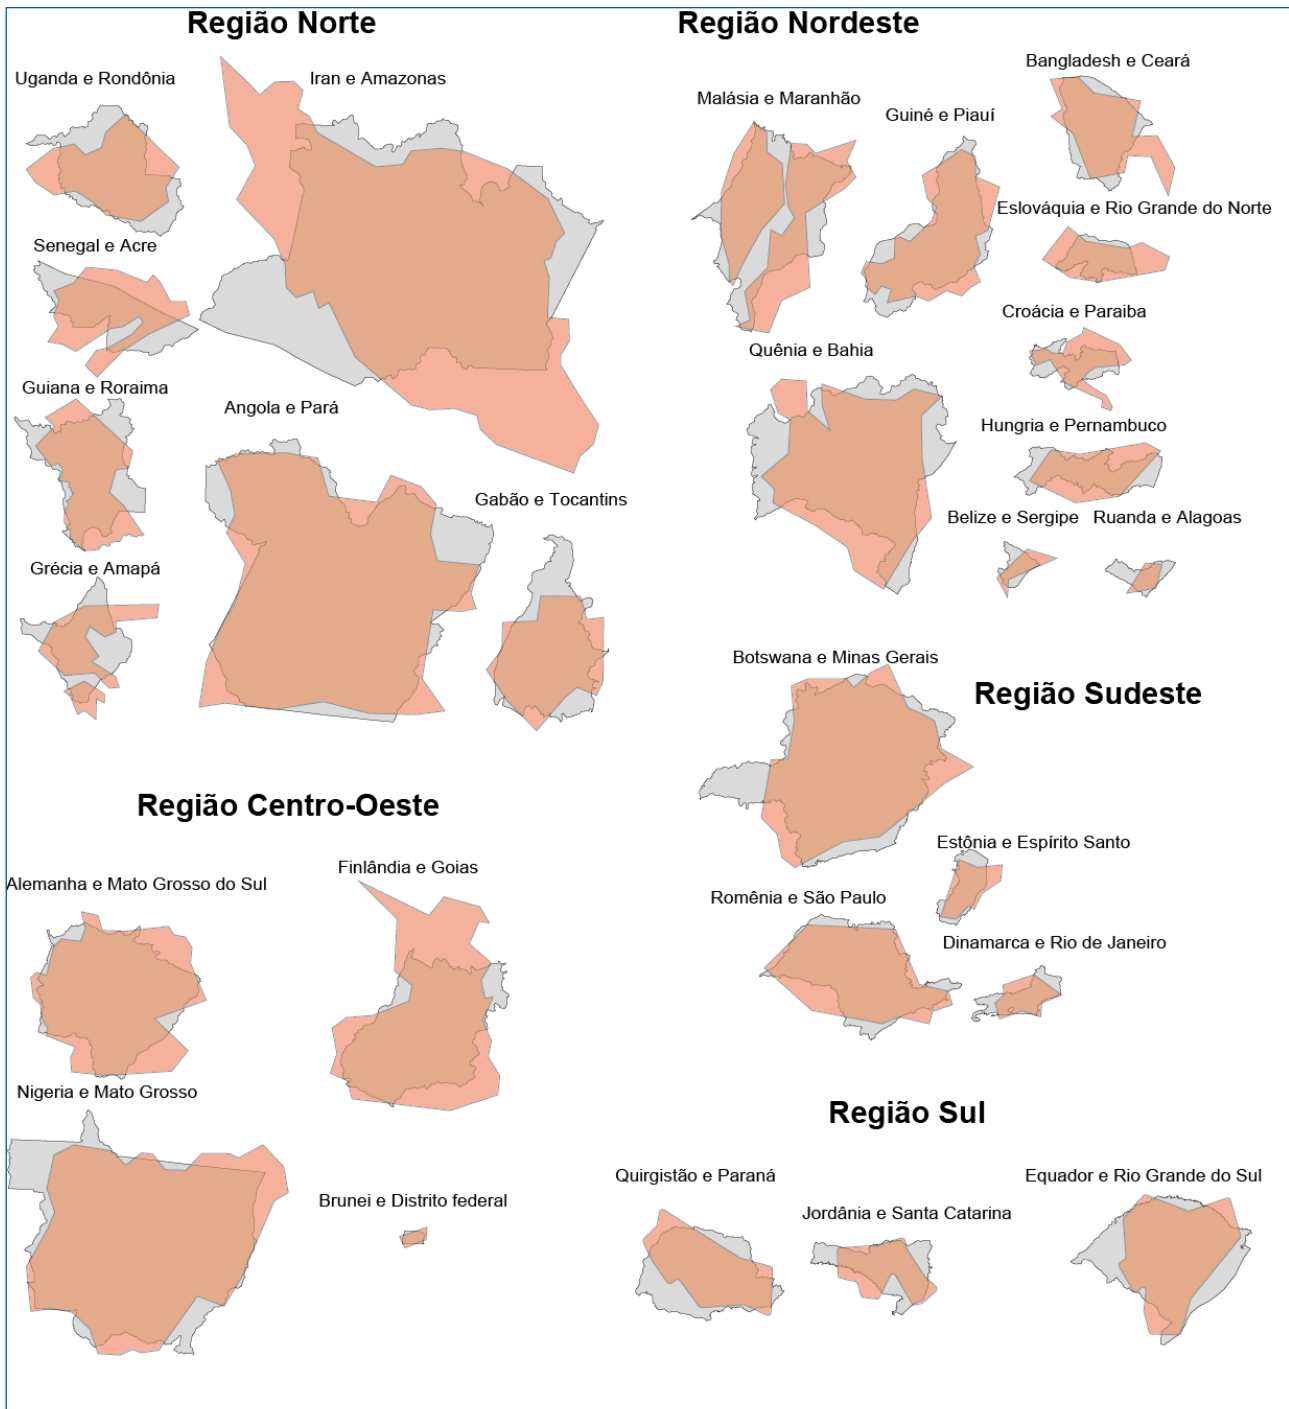 Região Norte
Uganda e Rondônia
Iran e Amazonas
Senegal e Acre
Guiana e Roraima
Angola e Pará
Gabão e Tocantins
Grécia e Amapá
Região Nordeste
Bangladesh e Ceará
Malásia e Maranhão
Guiné e Piauí
Eslováquia e Rio Grande do Norte
Croácia e Paraiba
Quênia e Bahia
Hungria e Pernambuco
Belize e Sergipe
Ruanda e Alagoas
Botswana e Minas Gerais
Região Sudeste
Estônia e Espírito Santo
Romênia e São Paulo
Dinamarca e Rio de Janeiro
Região Centro-Oeste
Finlândia e Goias
Alemanha e Mato Grosso do Sul
Nigeria e Mato Grosso
Brunei e Distrito federal
Região Sul
Quirgistão e Paraná
Jordânia e Santa Catarina
Equador e Rio Grande do Sul